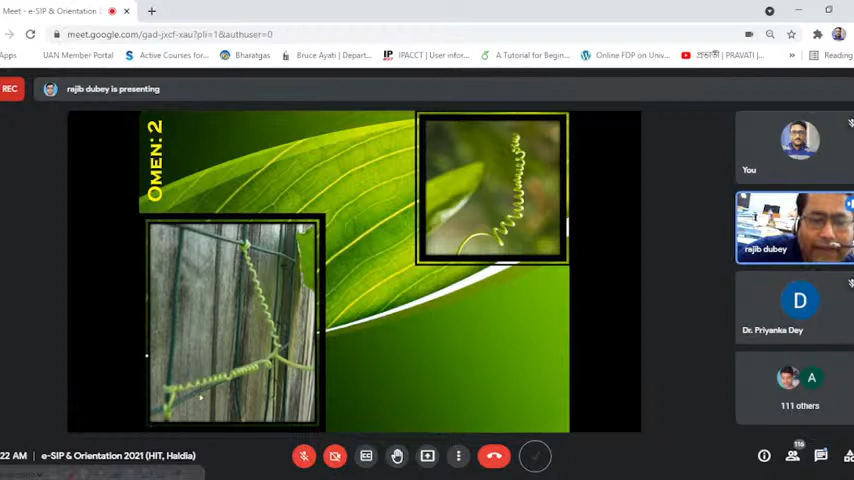 Meet - e-SIP & Orientation
meet.google.com/gad-jxcf-xau?pli=1&authuser=0
Apps
UAN Member Portal
Active Courses for...
Bharatgas
Bruce Ayati | Depart...
IPACCT | User infor...
A Tutorial for Begin...
Online FDP on Univ...
| PRAVATI |...
»
Reading
REC
rajib dubey is presenting
OMEN: 2
You
rajib dubey
D
Dr. Priyanka Dey
A
111 others
22 AM
e-SIP & Orientation 2021 (HIT, Haldia)
116